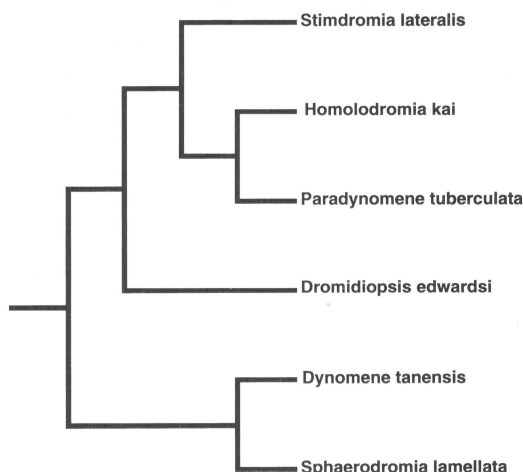 Stimdromia lateralis
Homolodromia kai
Paradynomene tuberculata
Dromidiopsis edwardsi
Dynomene tanensis
Sphaerodromia lamellata